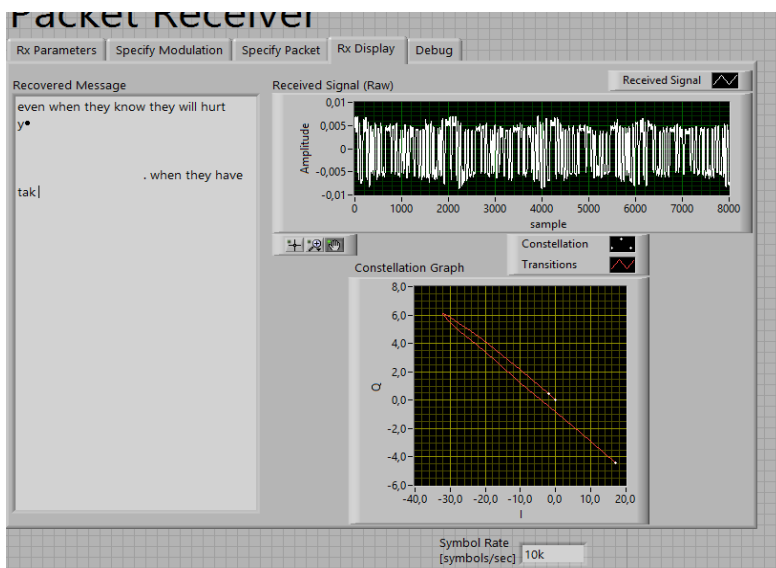 Packet Receiver
Rx Parameters
Specify Modulation
Specify Packet
Rx Display
Debug
Recovered Message
even when they know they will hurt
y•
. when they have
tak
Received Signal (Raw)
Received Signal
Amplitude
0,01
0,005
0
-0,005
-0,01
0 1000 2000 3000 4000 5000 6000 7000 8000
sample
Constellation
Transitions
Constellation Graph
Q
8,0
6,0
4,0
2,0
0,0
-2,0
-4,0
-6,0
-40,0 -30,0 -20,0 -10,0 0,0 10,0 20,0
I
Symbol Rate
[symbols/sec]
10k